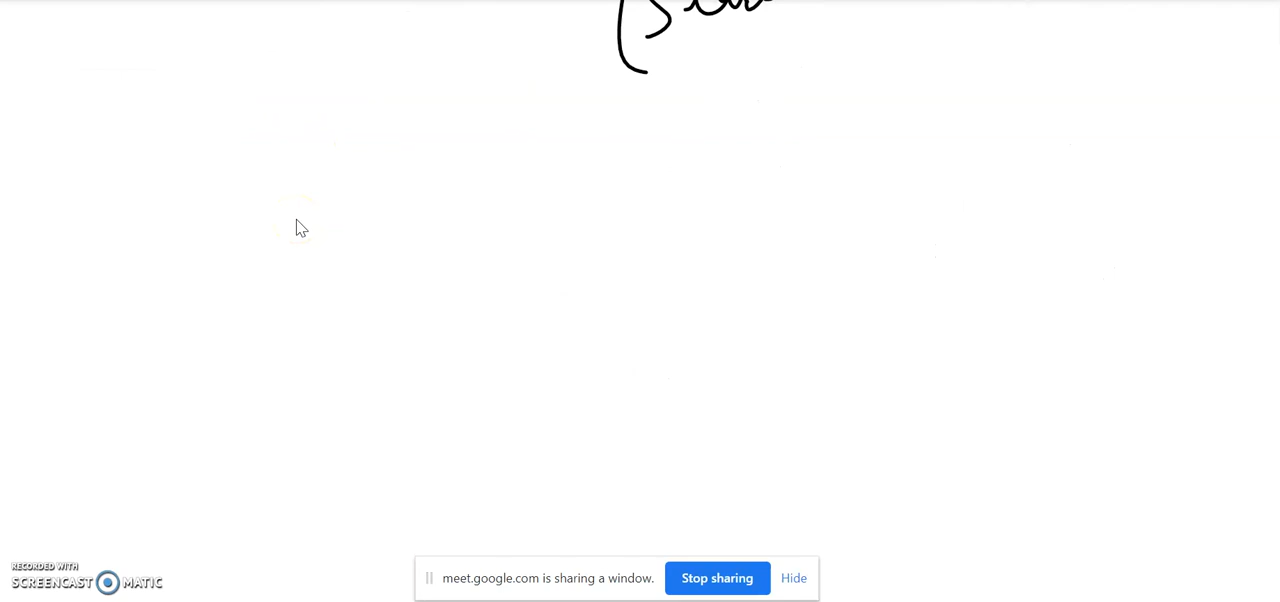 RECORDED WITH
SCREENCAST MATIC
meet.google.com is sharing a window. Stop sharing Hide